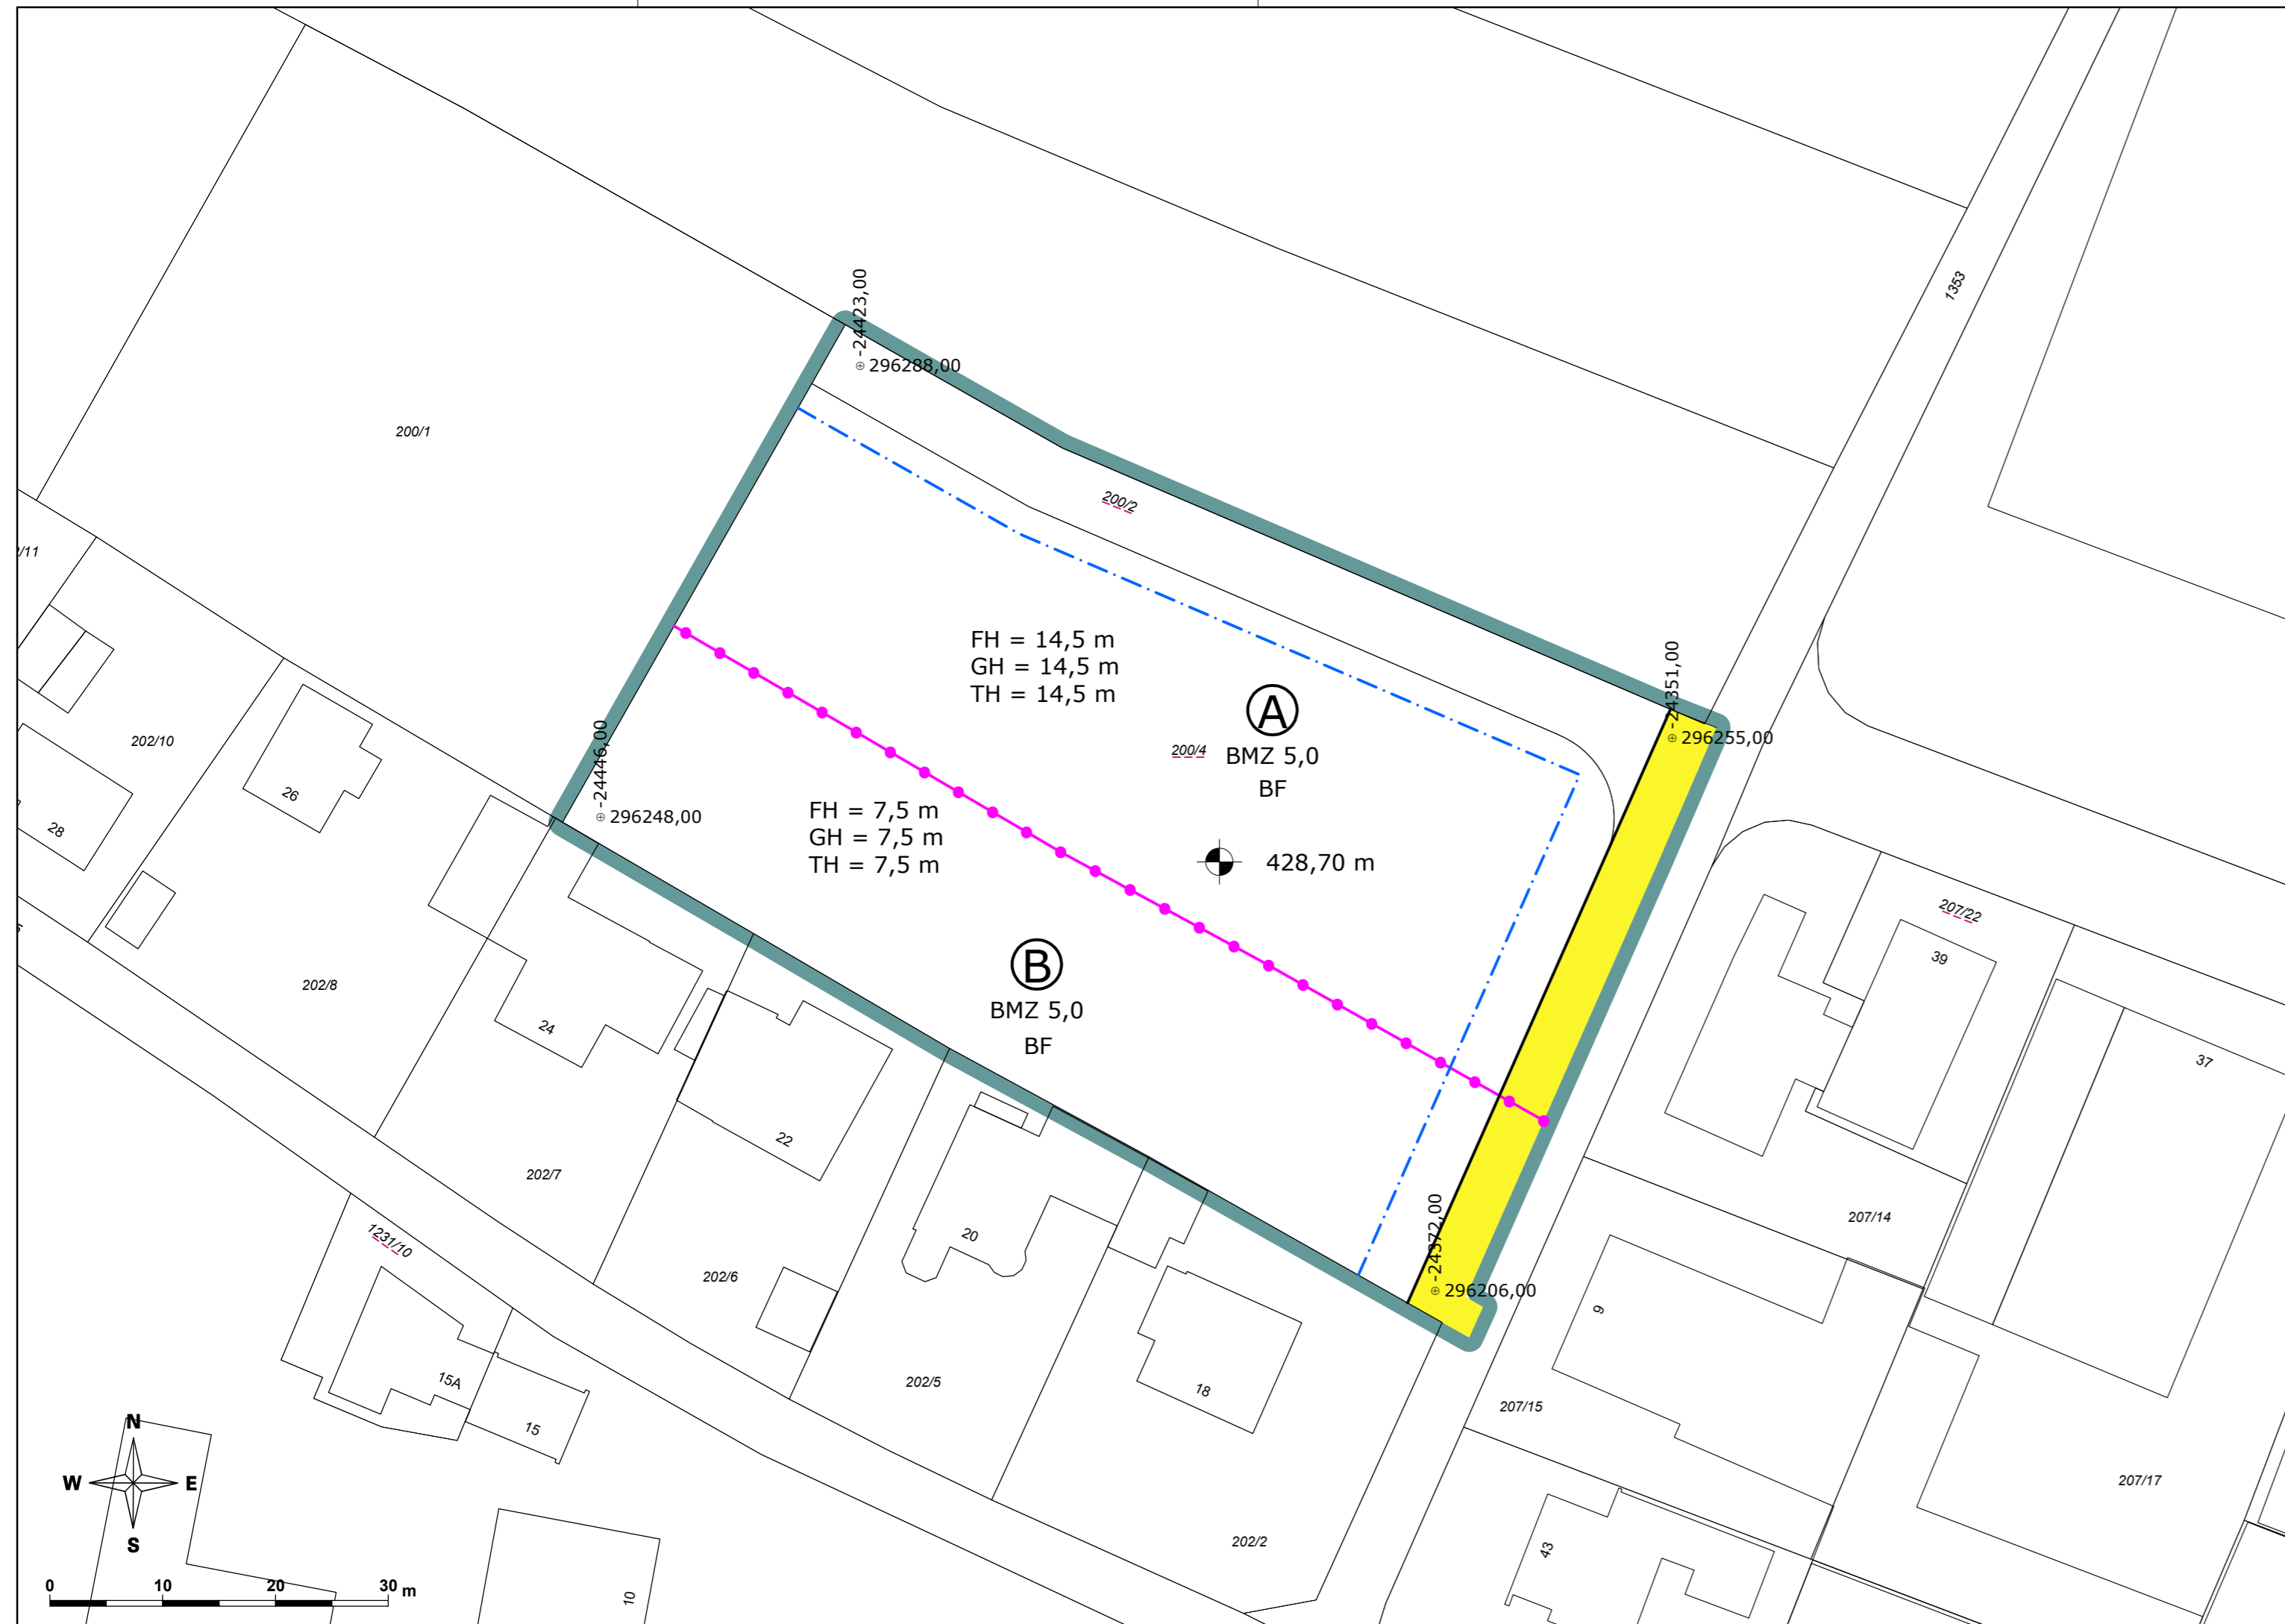 1353
-24423,00
296288,00
200/1
200/2
/11
FH = 14,5 m
GH = 14,5 m
TH = 14,5 m
A
BMZ 5,0
BF
200/4
-24351,00
296255,00
202/10
26
28
-24446,00
296248,00
FH = 7,5 m
GH = 7,5 m
TH = 7,5 m
428,70 m
207/22
39
37
B
BMZ 5,0
BF
202/8
24
22
202/7
20
202/6
202/5
18
-24372,00
296206,00
207/14
9
1231/10
15A
15
207/15
207/17
202/2
43
10
N
W
E
S
0 10 20 30 m